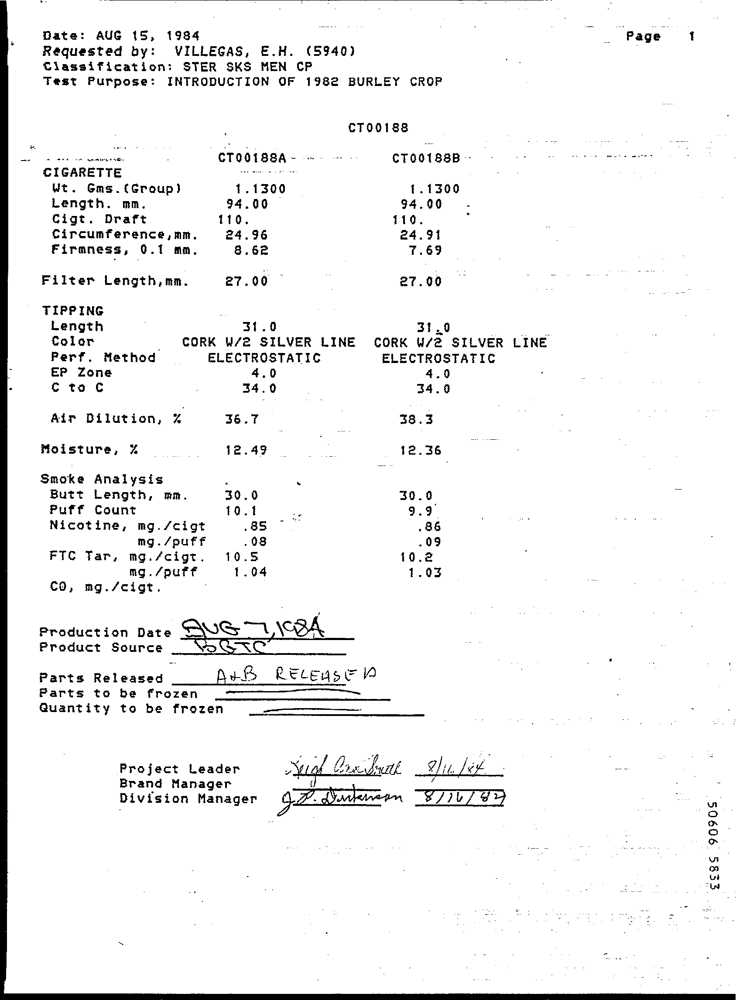 Date: AUG 15, 1984 Page 1
Requested by: VILLEGAS, E.H. (5940)
Classification: STER SKS MEN CP
Test Purpose: INTRODUCTION OF 1982 BURLEY CROP
CT00188
CT00188A CT00188B
CIGARETTE
Wt. Gms.(Group) 1.1300 1.1300
Length. mm. 94.00 94.00
Cigt. Draft 110. 110.
Circumference,mm. 24.96 24.91
Firmness, 0.1 mm. 8.62 7.69
Filter Length,mm. 27.00 27.00
TIPPING
Length 31.0 31.0
Color CORK W/2 SILVER LINE CORK W/2 SILVER LINE
Perf. Method ELECTROSTATIC ELECTROSTATIC
EP Zone 4.0 4.0
C to C 34.0 34.0
Air Dilution, % 36.7 38.3
Moisture, % 12.49 12.36
Smoke Analysis
Butt Length, mm. 30.0 30.0
Puff Count 10.1 9.9
Nicotine, mg./cigt .85 .86
mg./puff .08 .09
FTC Tar, mg./cigt. 10.5 10.2
mg./puff 1.04 1.03
CO, mg./cigt.
Production Date AUG 7, 1984
Product Source BGTC
Parts Released A+B RELEASED
Parts to be frozen
Quantity to be frozen
Project Leader 8/16/84
Brand Manager
Division Manager 8/16/
50606 5833